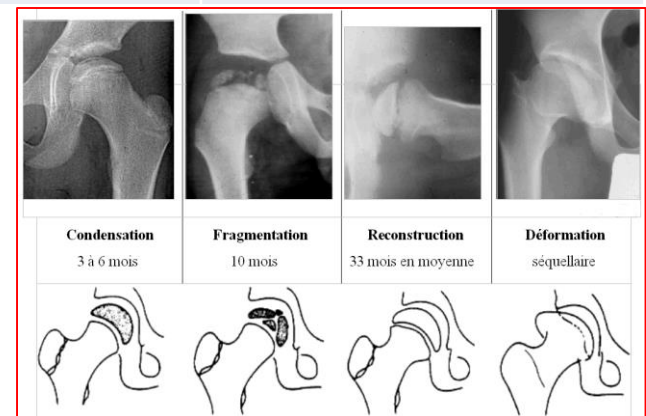 Condensation
3 à 6 mois
Fragmentation
10 mois
Reconstruction
33 mois en moyenne
Déformation
séquellaire